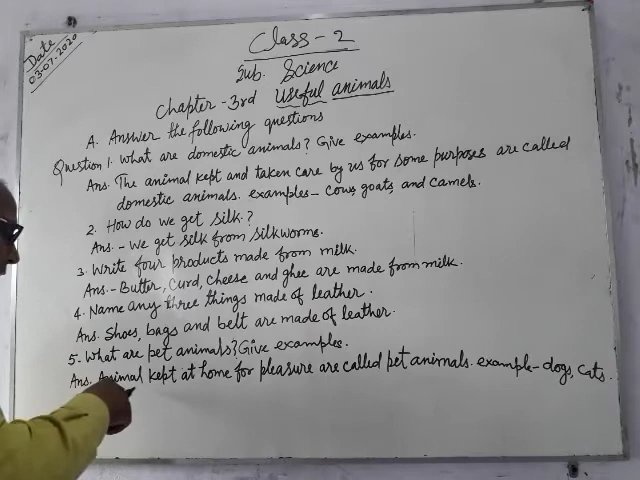 Date
03.07.2020
Class - 2
Sub. Science
Chapter - 3rd Useful animals
A. Answer the following questions
Question 1. What are domestic animals? Give examples.
Ans. The animal kept and taken care by us for some purposes are called
domestic animals. examples - cows, goats, and camels.
2. How do we get silk.?
Ans. - We get silk from silkworms.
3. Write four products made from milk.
Ans. - Butter, Curd, Cheese and ghee are made from milk.
4. Name any three things made of leather.
Ans. Shoes, bags and belt are made of leather.
5. What are pet animals? Give examples.
Ans. Animal kept at home for pleasure are called pet animals. example - dogs, cats.